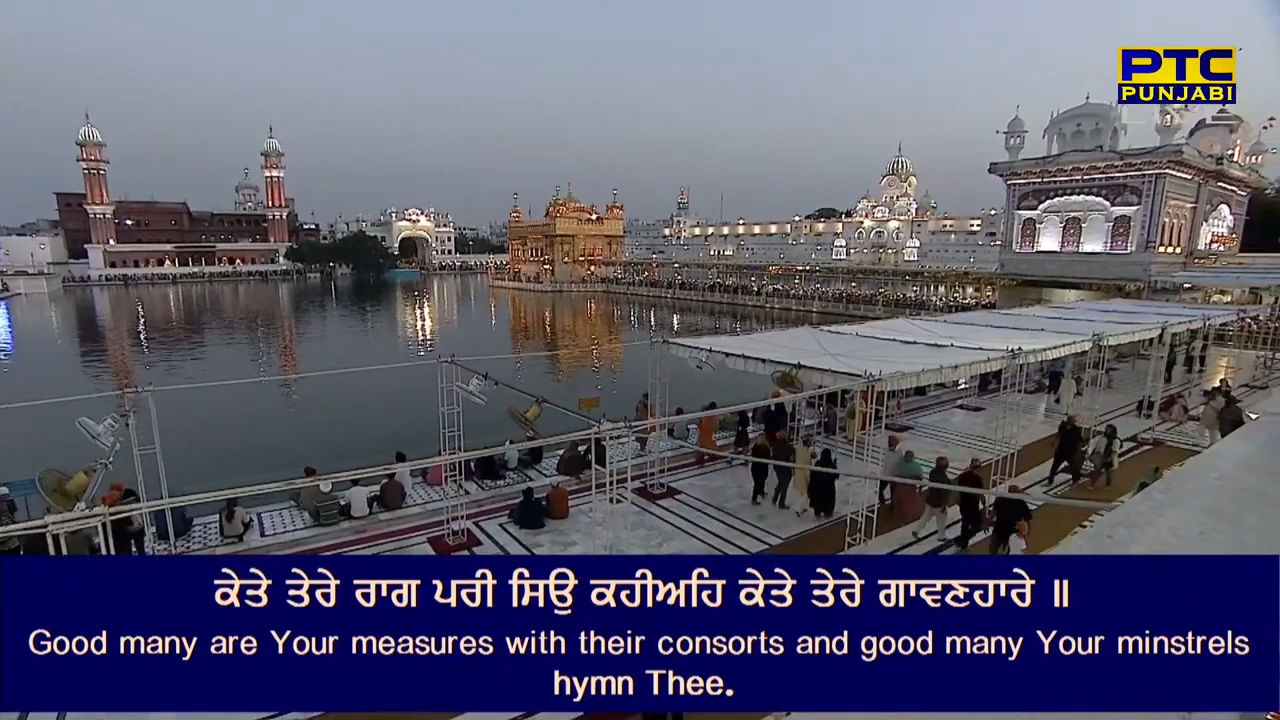 PTC
PUNJABI
LIVE
ਕੇਤੇ ਤੇਰੇ ਰਾਗ ਪਰੀ ਸਿਉ ਕਹੀਅਹਿ ਕੇਤੇ ਤੇਰੇ ਗਾਵਣਹਾਰੇ ॥
Good many are Your measures with their consorts and good many Your minstrels
hymn Thee.